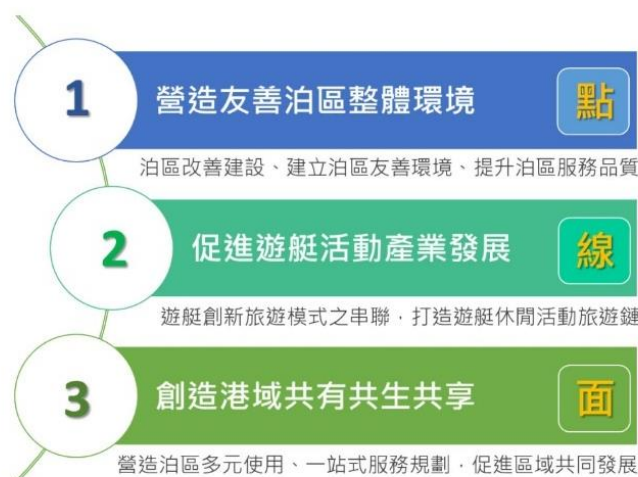 1 營造友善泊區整體環境 點
泊區改善建設、建立泊區友善環境、提升泊區服務品質
2 促進遊艇活動產業發展 線
遊艇創新旅遊模式之串聯，打造遊艇休閒活動旅遊鏈
3 創造港域共有共生共享 面
營造泊區多元使用、一站式服務規劃，促進區域共同發展